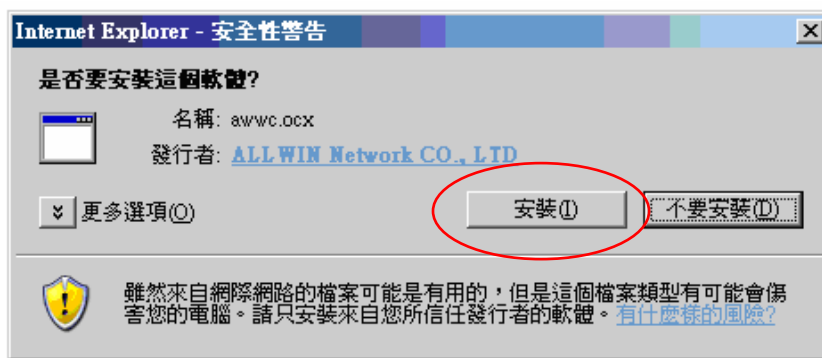 Internet Explorer - 安全性警告
是否要安裝這個軟體?
名稱: awwc.ocx
發行者: ALLWIN Network CO., LTD
更多選項(O)
安裝(I)
不要安裝(D)
雖然來自網際網路的檔案可能是有用的，但是這個檔案類型有可能會傷
害您的電腦。請只安裝來自您所信任發行者的軟體。有什麼樣的風險?